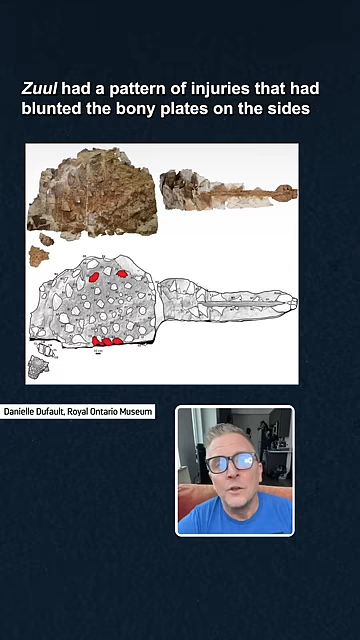 Zuul had a pattern of injuries that had
blunted the bony plates on the sides
Danielle Dufault, Royal Ontario Museum